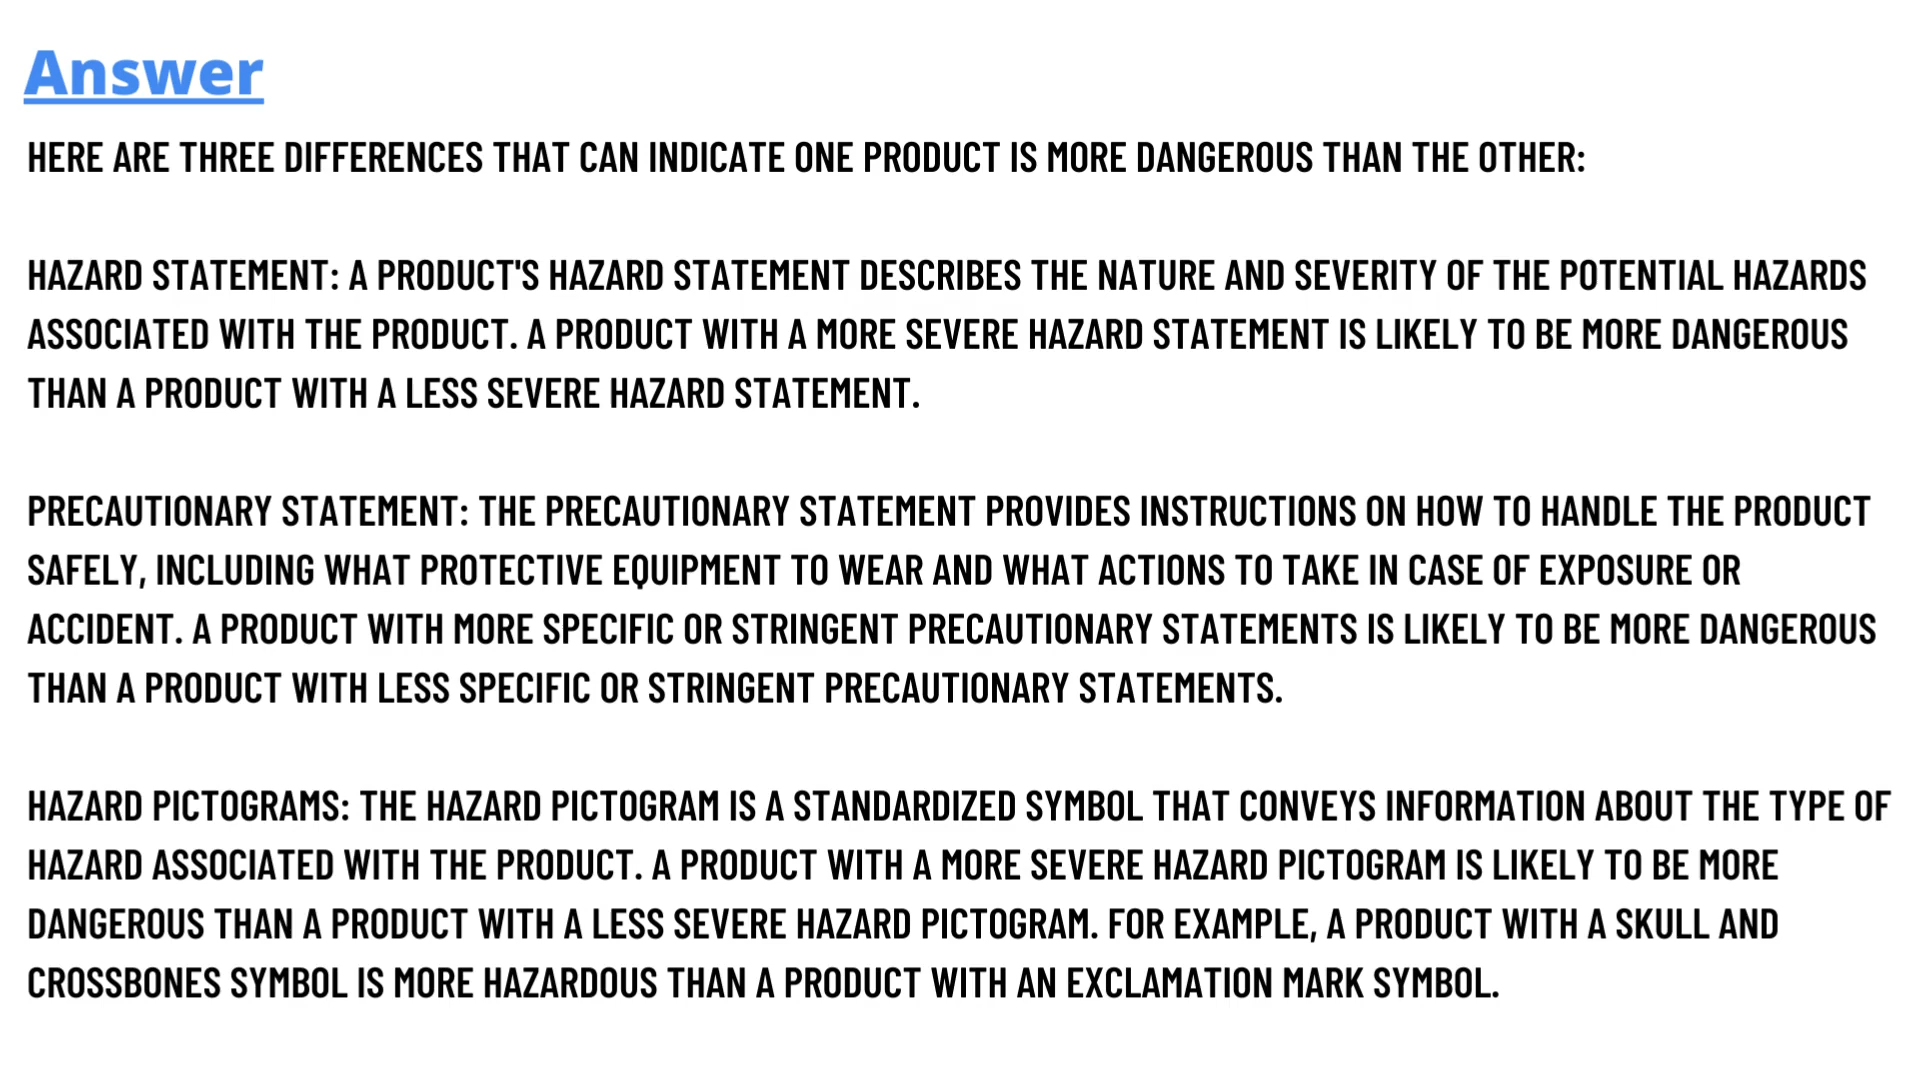 Answer
HERE ARE THREE DIFFERENCES THAT CAN INDICATE ONE PRODUCT IS MORE DANGEROUS THAN THE OTHER:
HAZARD STATEMENT: A PRODUCT'S HAZARD STATEMENT DESCRIBES THE NATURE AND SEVERITY OF THE POTENTIAL HAZARDS
ASSOCIATED WITH THE PRODUCT. A PRODUCT WITH A MORE SEVERE HAZARD STATEMENT IS LIKELY TO BE MORE DANGEROUS
THAN A PRODUCT WITH A LESS SEVERE HAZARD STATEMENT.
PRECAUTIONARY STATEMENT: THE PRECAUTIONARY STATEMENT PROVIDES INSTRUCTIONS ON HOW TO HANDLE THE PRODUCT
SAFELY, INCLUDING WHAT PROTECTIVE EQUIPMENT TO WEAR AND WHAT ACTIONS TO TAKE IN CASE OF EXPOSURE OR
ACCIDENT. A PRODUCT WITH MORE SPECIFIC OR STRINGENT PRECAUTIONARY STATEMENTS IS LIKELY TO BE MORE DANGEROUS
THAN A PRODUCT WITH LESS SPECIFIC OR STRINGENT PRECAUTIONARY STATEMENTS.
HAZARD PICTOGRAMS: THE HAZARD PICTOGRAM IS A STANDARDIZED SYMBOL THAT CONVEYS INFORMATION ABOUT THE TYPE OF
HAZARD ASSOCIATED WITH THE PRODUCT. A PRODUCT WITH A MORE SEVERE HAZARD PICTOGRAM IS LIKELY TO BE MORE
DANGEROUS THAN A PRODUCT WITH A LESS SEVERE HAZARD PICTOGRAM. FOR EXAMPLE, A PRODUCT WITH A SKULL AND
CROSSBONES SYMBOL IS MORE HAZARDOUS THAN A PRODUCT WITH AN EXCLAMATION MARK SYMBOL.